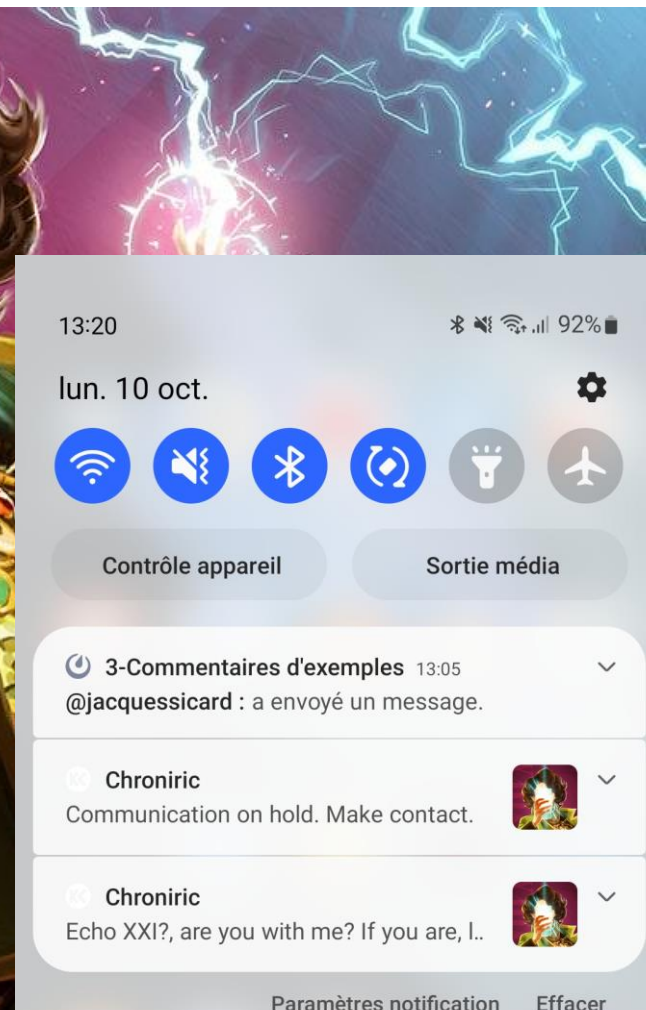 13:20
92%
lun. 10 oct.
Contrôle appareil
Sortie média
3-Commentaires d'exemples 13:05
@jacquessicard : a envoyé un message.
Chroniric
Communication on hold. Make contact.
Chroniric
Echo XXI?, are you with me? If you are, l..
Paramètres notification
Effacer